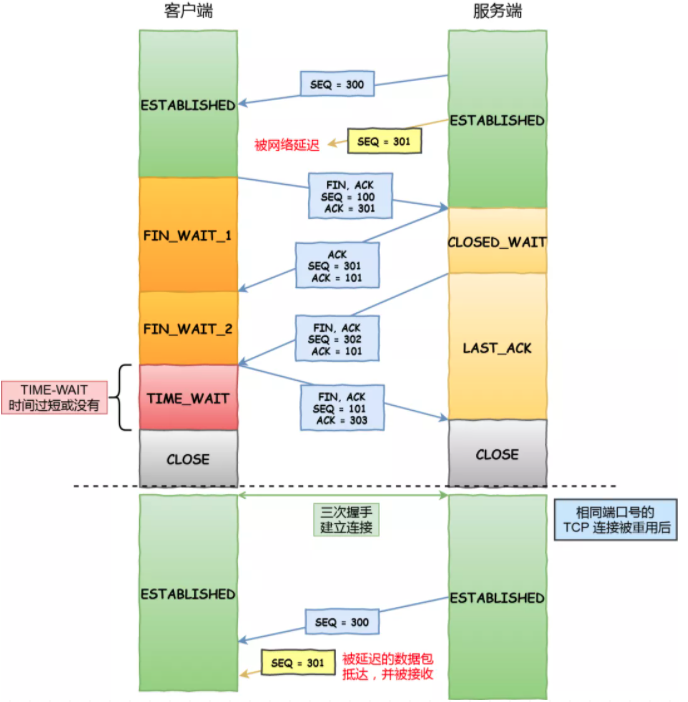 客户端
服务端
SEQ = 300
ESTABLISHED
ESTABLISHED
被网络延迟
SEQ = 301
FIN, ACK
SEQ = 100
ACK = 301
FIN_WAIT_1
CLOSED_WAIT
ACK
SEQ = 301
ACK = 101
FIN_WAIT_2
FIN, ACK
SEQ = 302
ACK = 101
LAST_ACK
TIME-WAIT
时间过短或没有
TIME_WAIT
FIN, ACK
SEQ = 101
ACK = 303
CLOSE
CLOSE
三次握手
建立连接
相同端口号的
TCP 连接被重用后
ESTABLISHED
ESTABLISHED
SEQ = 300
SEQ = 301
被延迟的数据包
抵达，并被接收